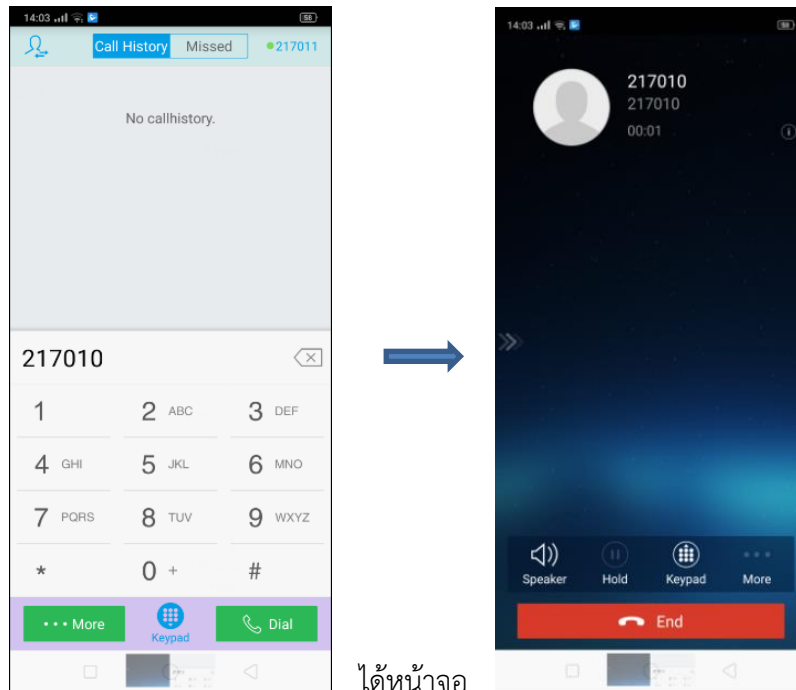 14:03
58
Call History Missed 217011
No callhistory.
217010
1 2 ABC 3 DEF
4 GHI 5 JKL 6 MNO
7 PQRS 8 TUV 9 WXYZ
* 0 + #
More Keypad Dial
ได้หน้าจอ
14:03
58
217010
217010
00:01
Speaker Hold Keypad More
End